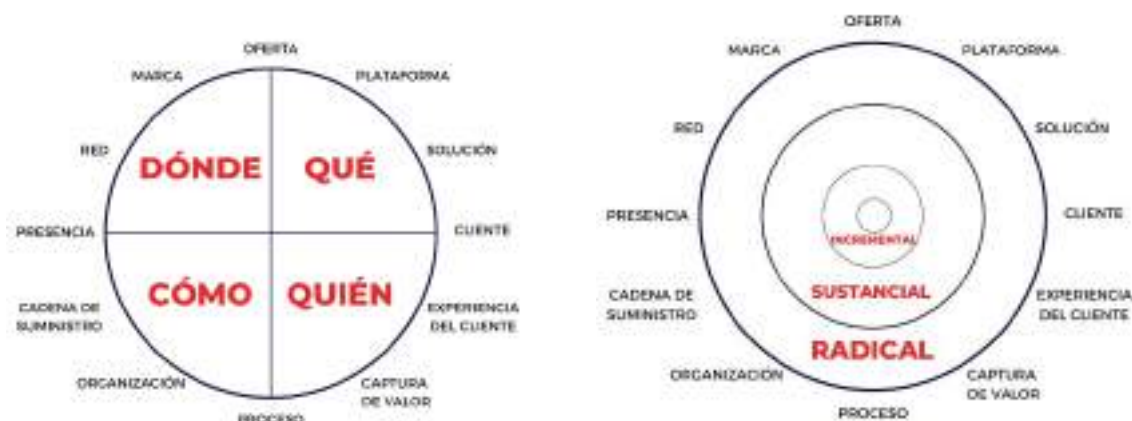 OFERTA
MARCA
PLATAFORMA
RED
SOLUCIÓN
DÓNDE
QUÉ
PRESENCIA
CLIENTE
CÓMO
QUIÉN
CADENA DE
SUMINISTRO
EXPERIENCIA
DEL CLIENTE
ORGANIZACIÓN
CAPTURA
DE VALOR
PROCESO
OFERTA
MARCA
PLATAFORMA
RED
SOLUCIÓN
PRESENCIA
CLIENTE
INCREMENTAL
CADENA DE
SUMINISTRO
SUSTANCIAL
EXPERIENCIA
DEL CLIENTE
RADICAL
ORGANIZACIÓN
CAPTURA
DE VALOR
PROCESO